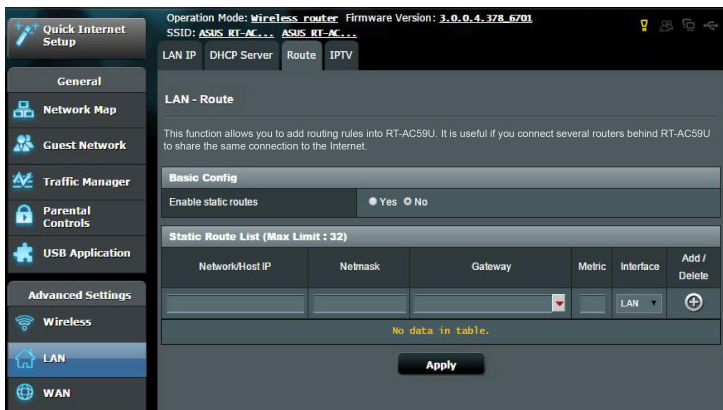 Quick Internet
Setup
General
Network Map
Guest Network
Traffic Manager
Parental
Controls
USB Application
Advanced Settings
Wireless
LAN
WAN
Operation Mode: Wireless router Firmware Version: 3.0.0.4.378_6701
SSID: ASUS RT-AC... ASUS RT-AC...
LAN IP DHCP Server Route IPTV
LAN - Route
This function allows you to add routing rules into RT-AC59U. It is useful if you connect several routers behind RT-AC59U
to share the same connection to the Internet.
Basic Config
Enable static routes Yes No
Static Route List (Max Limit : 32)
Network/Host IP Netmask Gateway Metric Interface Add /
Delete
LAN
No data in table.
Apply